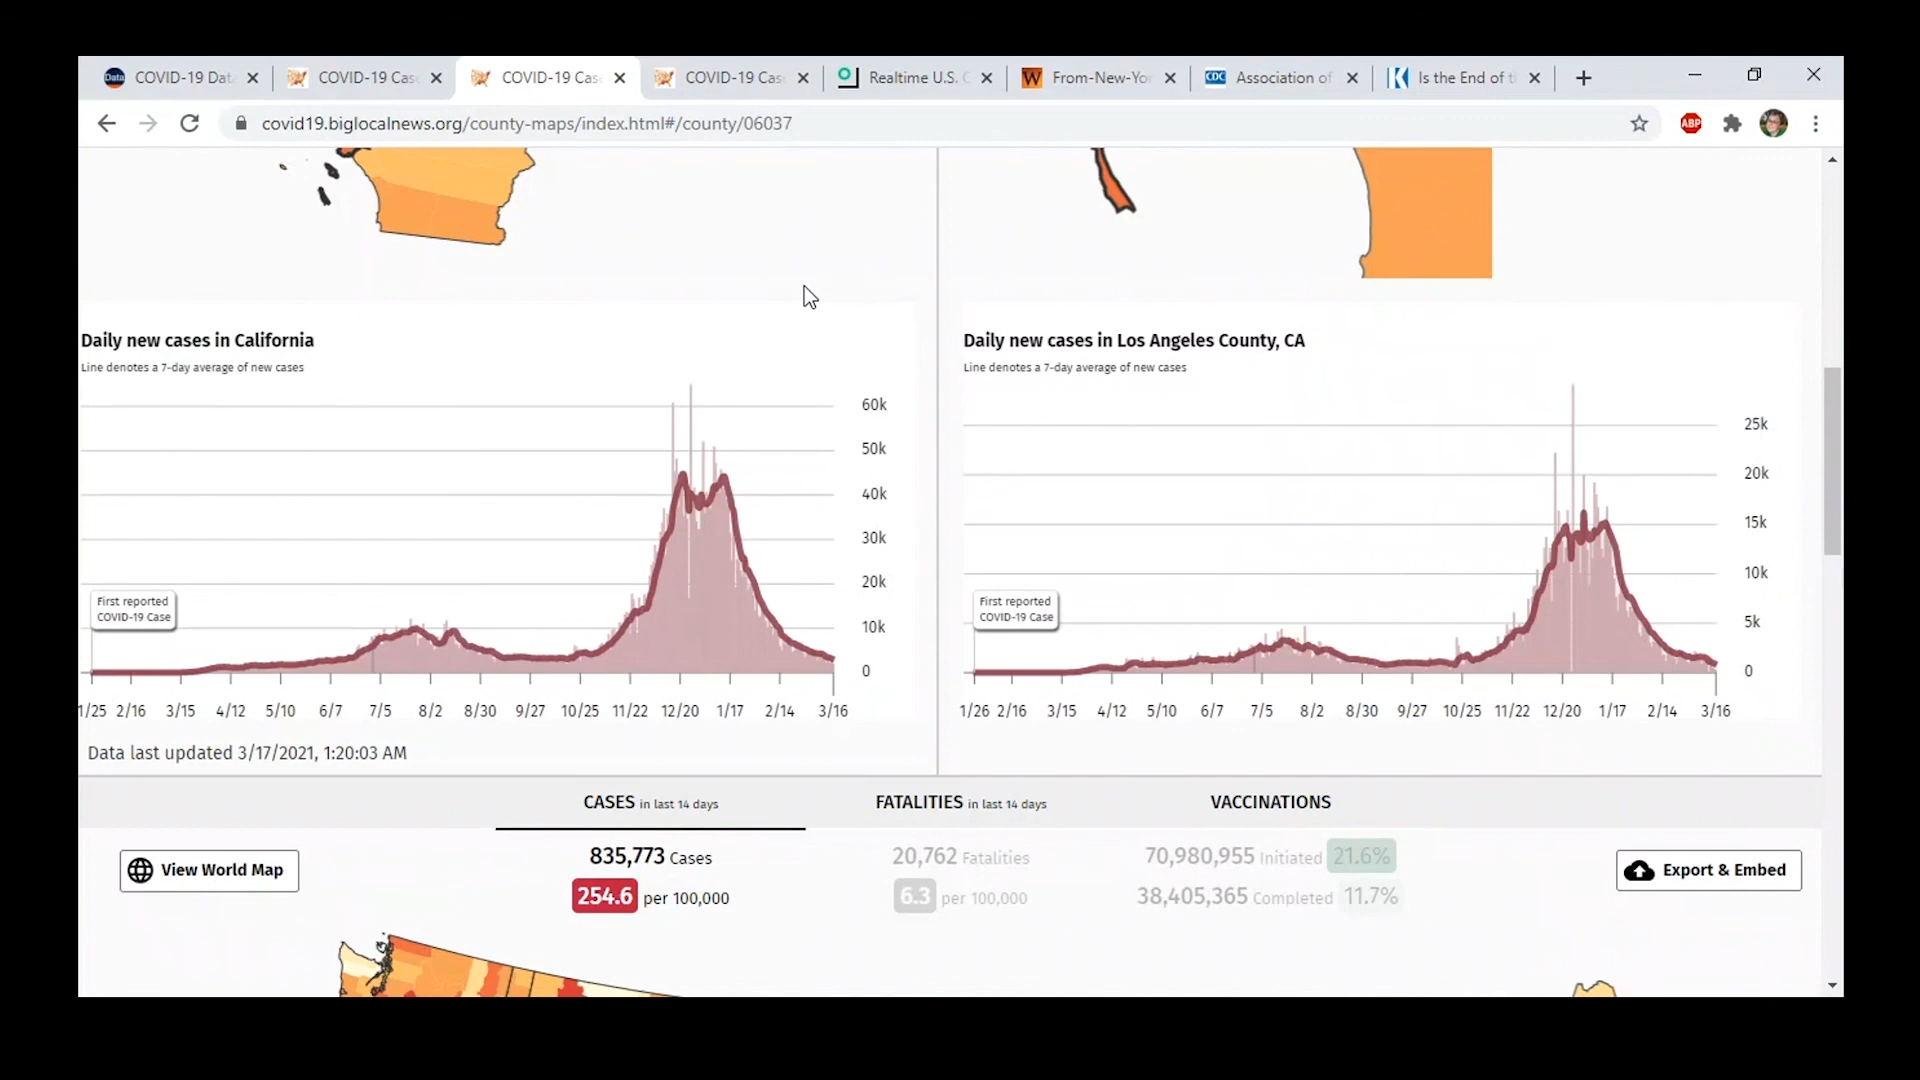 COVID-19 Dat
COVID-19 Cas
COVID-19 Cas
COVID-19 Cas
Realtime U.S. C
From-New-Yo
CDC
Association of
Is the End of t
covid19.biglocalnews.org/county-maps/index.html#/county/06037
ABP
Daily new cases in California
Line denotes a 7-day average of new cases
60k
50k
40k
30k
20k
10k
0
First reported
COVID-19 Case
1/25 2/16 3/15 4/12 5/10 6/7 7/5 8/2 8/30 9/27 10/25 11/22 12/20 1/17 2/14 3/16
Data last updated 3/17/2021, 1:20:03 AM
Daily new cases in Los Angeles County, CA
Line denotes a 7-day average of new cases
25k
20k
15k
10k
5k
0
First reported
COVID-19 Case
1/26 2/16 3/15 4/12 5/10 6/7 7/5 8/2 8/30 9/27 10/25 11/22 12/20 1/17 2/14 3/16
CASES in last 14 days
FATALITIES in last 14 days
VACCINATIONS
View World Map
835,773 Cases
254.6 per 100,000
20,762 Fatalities
6.3 per 100,000
70,980,955 Initiated 21.6%
38,405,365 Completed 11.7%
Export & Embed